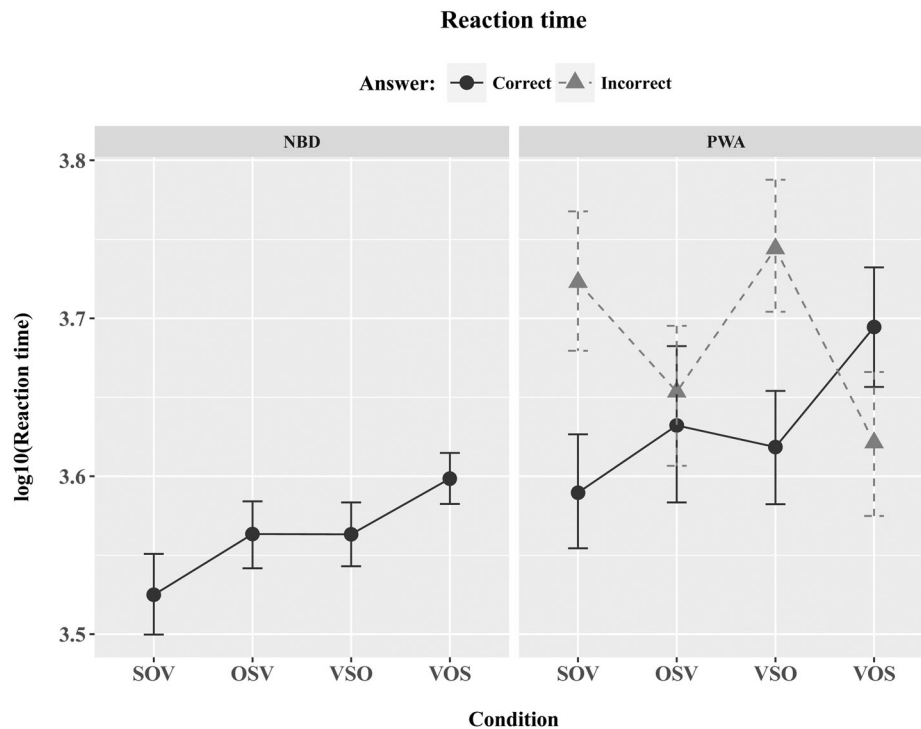 Reaction time
Answer: Correct Incorrect
NBD PWA
3.8
3.7
3.6
3.5
log10(Reaction time)
SOV OSV VSO VOS SOV OSV VSO VOS
Condition